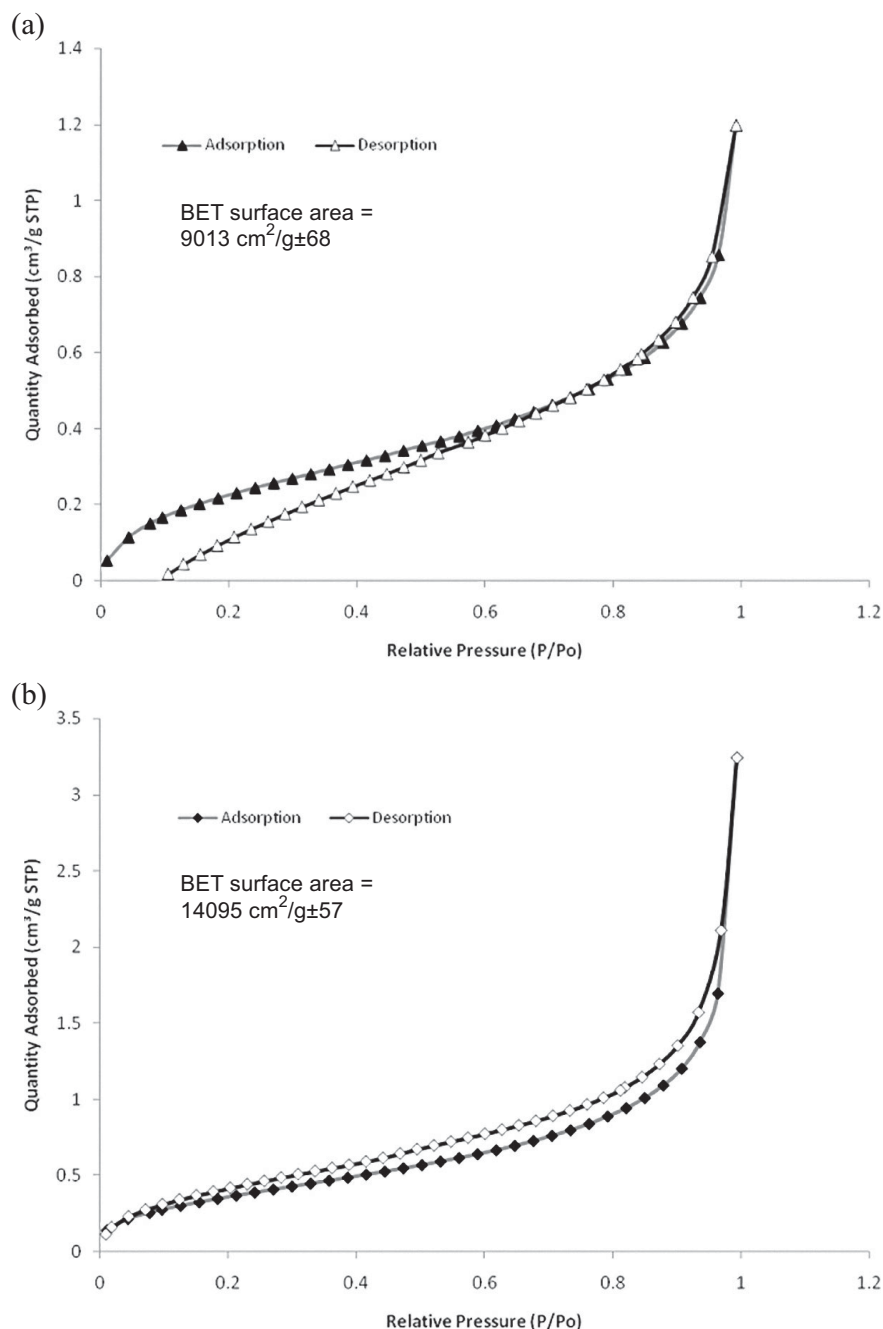 (a)
1.4
1.2
1
0.8
0.6
0.4
0.2
0
Quantity Adsorbed (cm³/g STP)
Adsorption Desorption
BET surface area =
9013 cm²/g±68
0 0.2 0.4 0.6 0.8 1 1.2
Relative Pressure (P/Po)
(b)
3.5
3
2.5
2
1.5
1
0.5
0
Quantity Adsorbed (cm³/g STP)
Adsorption Desorption
BET surface area =
14095 cm²/g±57
0 0.2 0.4 0.6 0.8 1 1.2
Relative Pressure (P/Po)